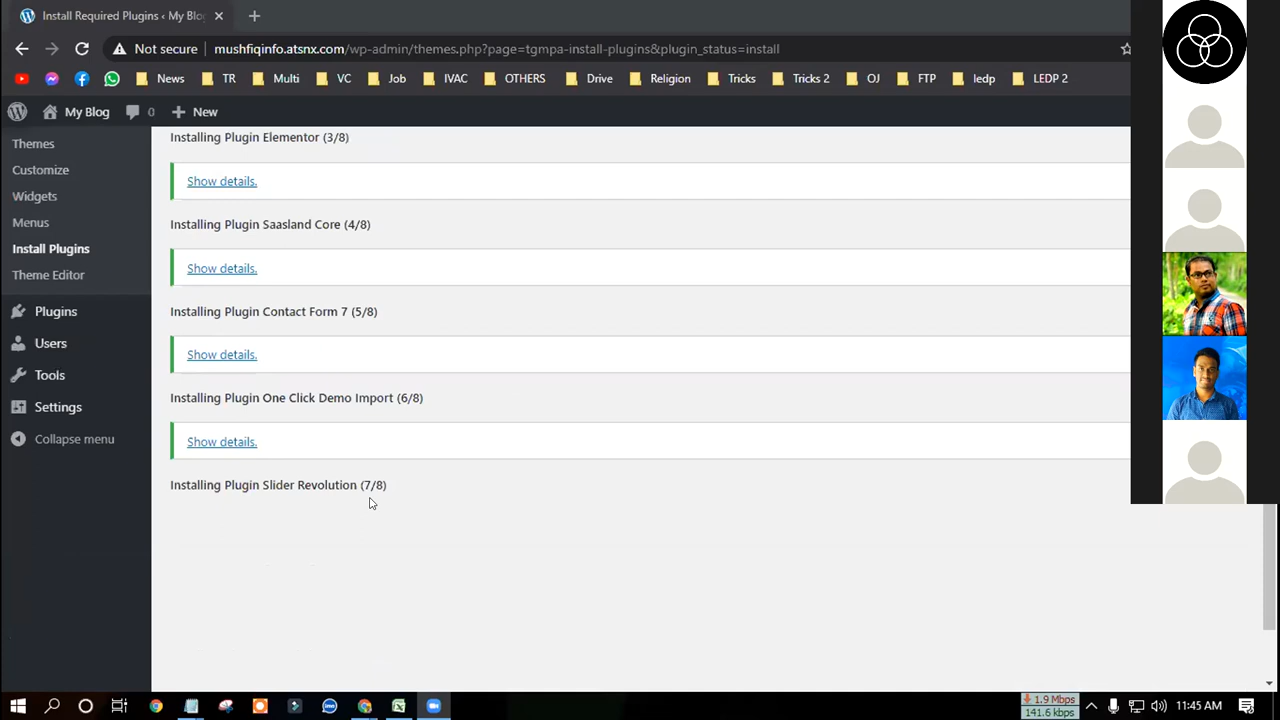 Install Required Plugins ‹ My Blog
Not secure
mushfiqinfo.atsnx.com/wp-admin/themes.php?page=tgmpa-install-plugins&plugin_status=install
News
TR
Multi
VC
Job
IVAC
OTHERS
Drive
Religion
Tricks
Tricks 2
OJ
FTP
ledp
LEDP 2
My Blog
0
New
Themes
Customize
Widgets
Menus
Install Plugins
Theme Editor
Plugins
Users
Tools
Settings
Collapse menu
Installing Plugin Elementor (3/8)
Show details.
Installing Plugin Saasland Core (4/8)
Show details.
Installing Plugin Contact Form 7 (5/8)
Show details.
Installing Plugin One Click Demo Import (6/8)
Show details.
Installing Plugin Slider Revolution (7/8)
1.9 Mbps
141.6 kbps
11:45 AM